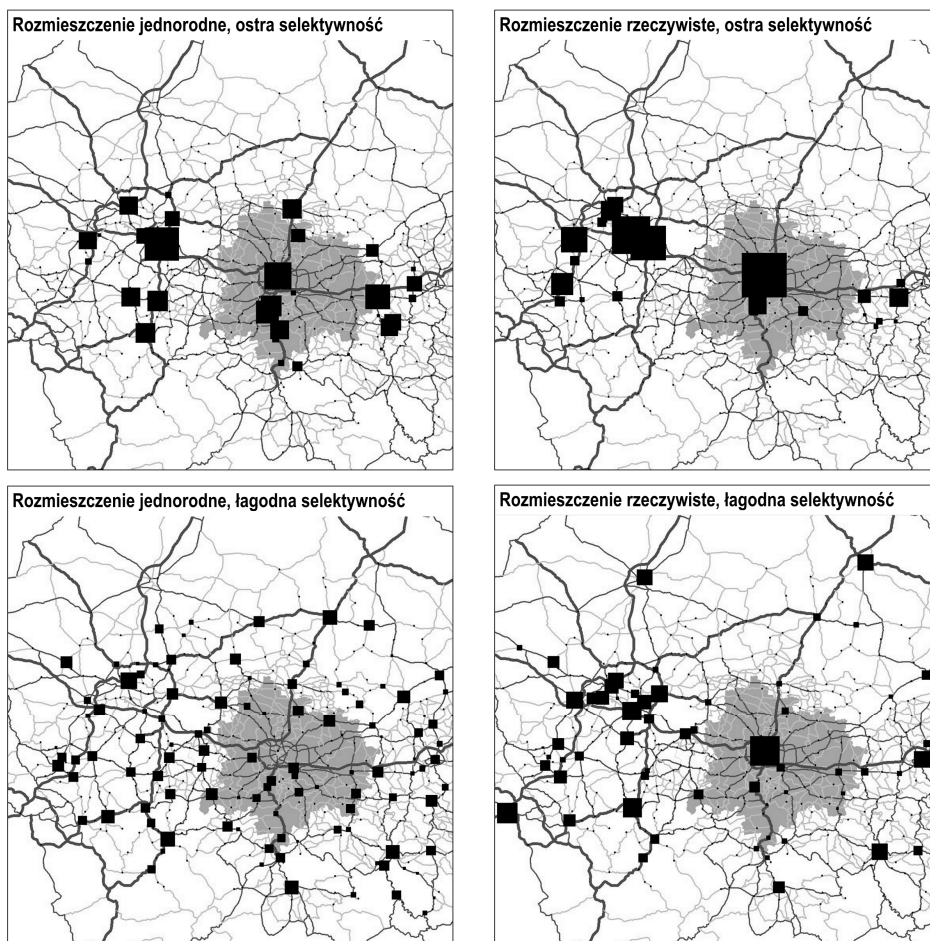 Rozmieszczenie jednorodne, ostra selektywność
Rozmieszczenie rzeczywiste, ostra selektywność
Rozmieszczenie jednorodne, łagodna selektywność
Rozmieszczenie rzeczywiste, łagodna selektywność